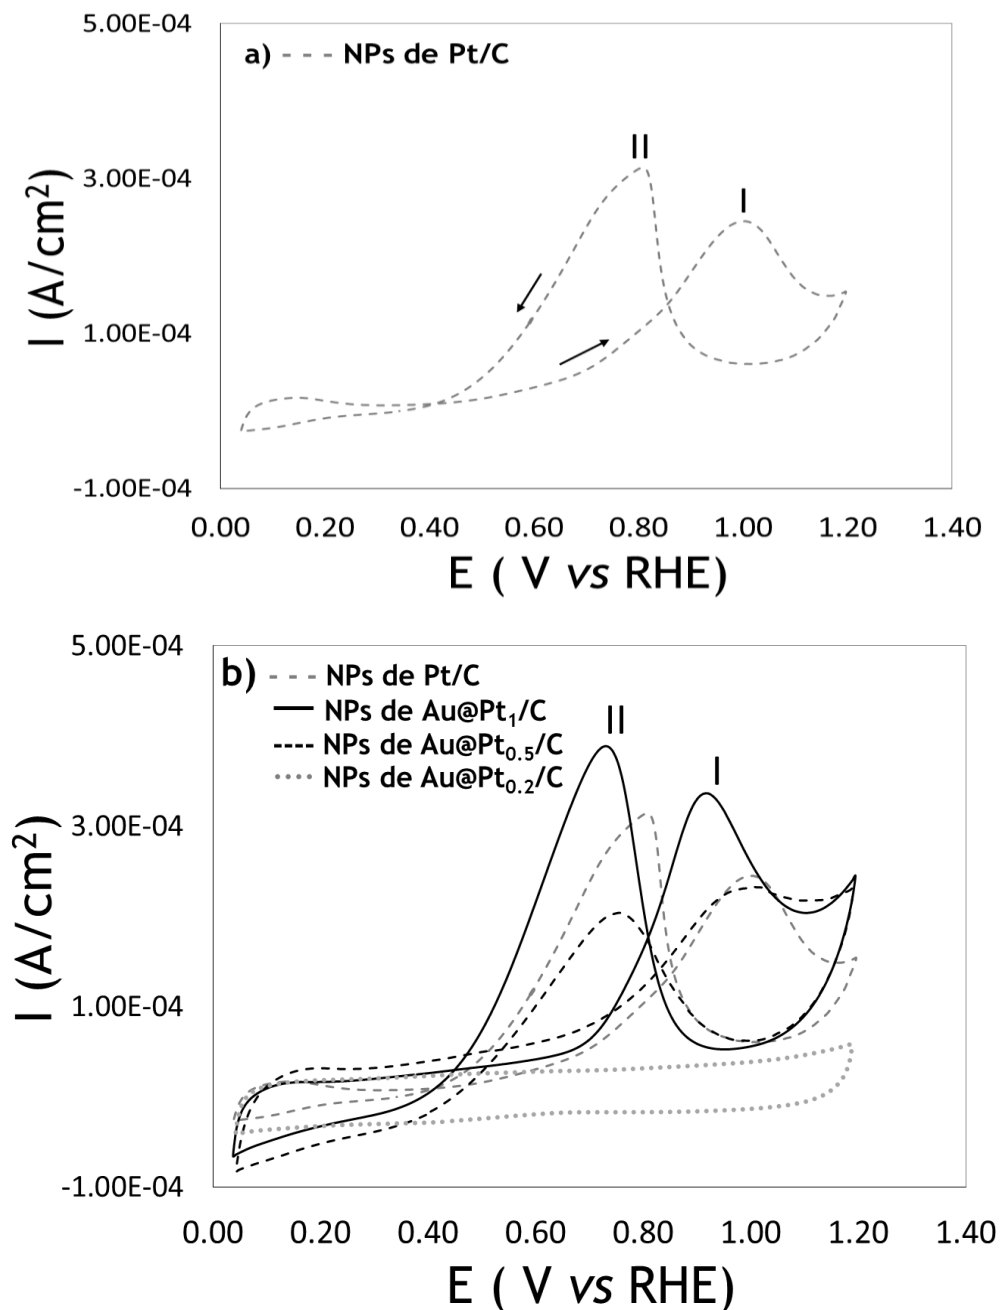 5.00E-04
a) NPs de Pt/C
II
3.00E-04
I
I (A/cm²)
1.00E-04
-1.00E-04
0.00 0.20 0.40 0.60 0.80 1.00 1.20 1.40
E ( V vs RHE)
5.00E-04
b) NPs de Pt/C
NPs de Au@Pt₁/C
II
NPs de Au@Pt₀.₅/C
I
NPs de Au@Pt₀.₂/C
3.00E-04
I (A/cm²)
1.00E-04
-1.00E-04
0.00 0.20 0.40 0.60 0.80 1.00 1.20 1.40
E ( V vs RHE)